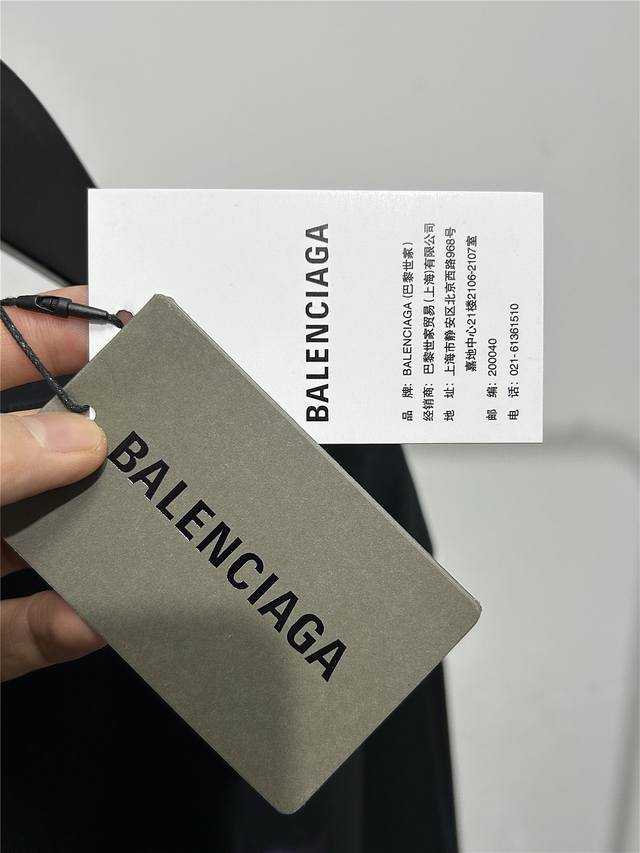 BALENCIAGA
品 牌: BALENCIAGA (巴黎世家)
经销商: 巴黎世家贸易(上海)有限公司
地 址: 上海市静安区北京西路968号
嘉地中心21楼2106-2107室
邮 编: 200040
电 话: 021-61361510
BALENCIAGA